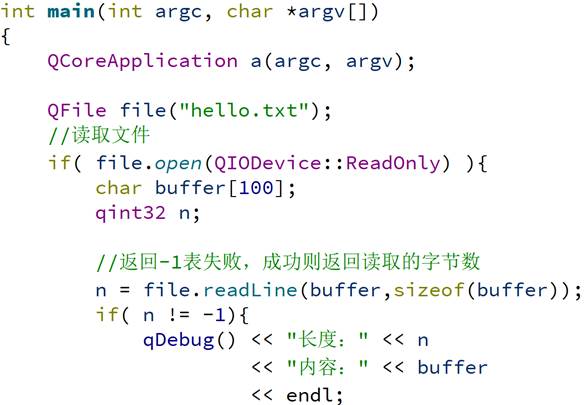 int main(int argc, char *argv[])
{
    QCoreApplication a(argc, argv);

    QFile file("hello.txt");
    //读取文件
    if( file.open(QIODevice::ReadOnly) ){
        char buffer[100];
        qint32 n;

        //返回-1表失败，成功则返回读取的字节数
        n = file.readLine(buffer,sizeof(buffer));
        if( n != -1){
            qDebug() << "长度：" << n
                     << "内容：" << buffer
                     << endl;